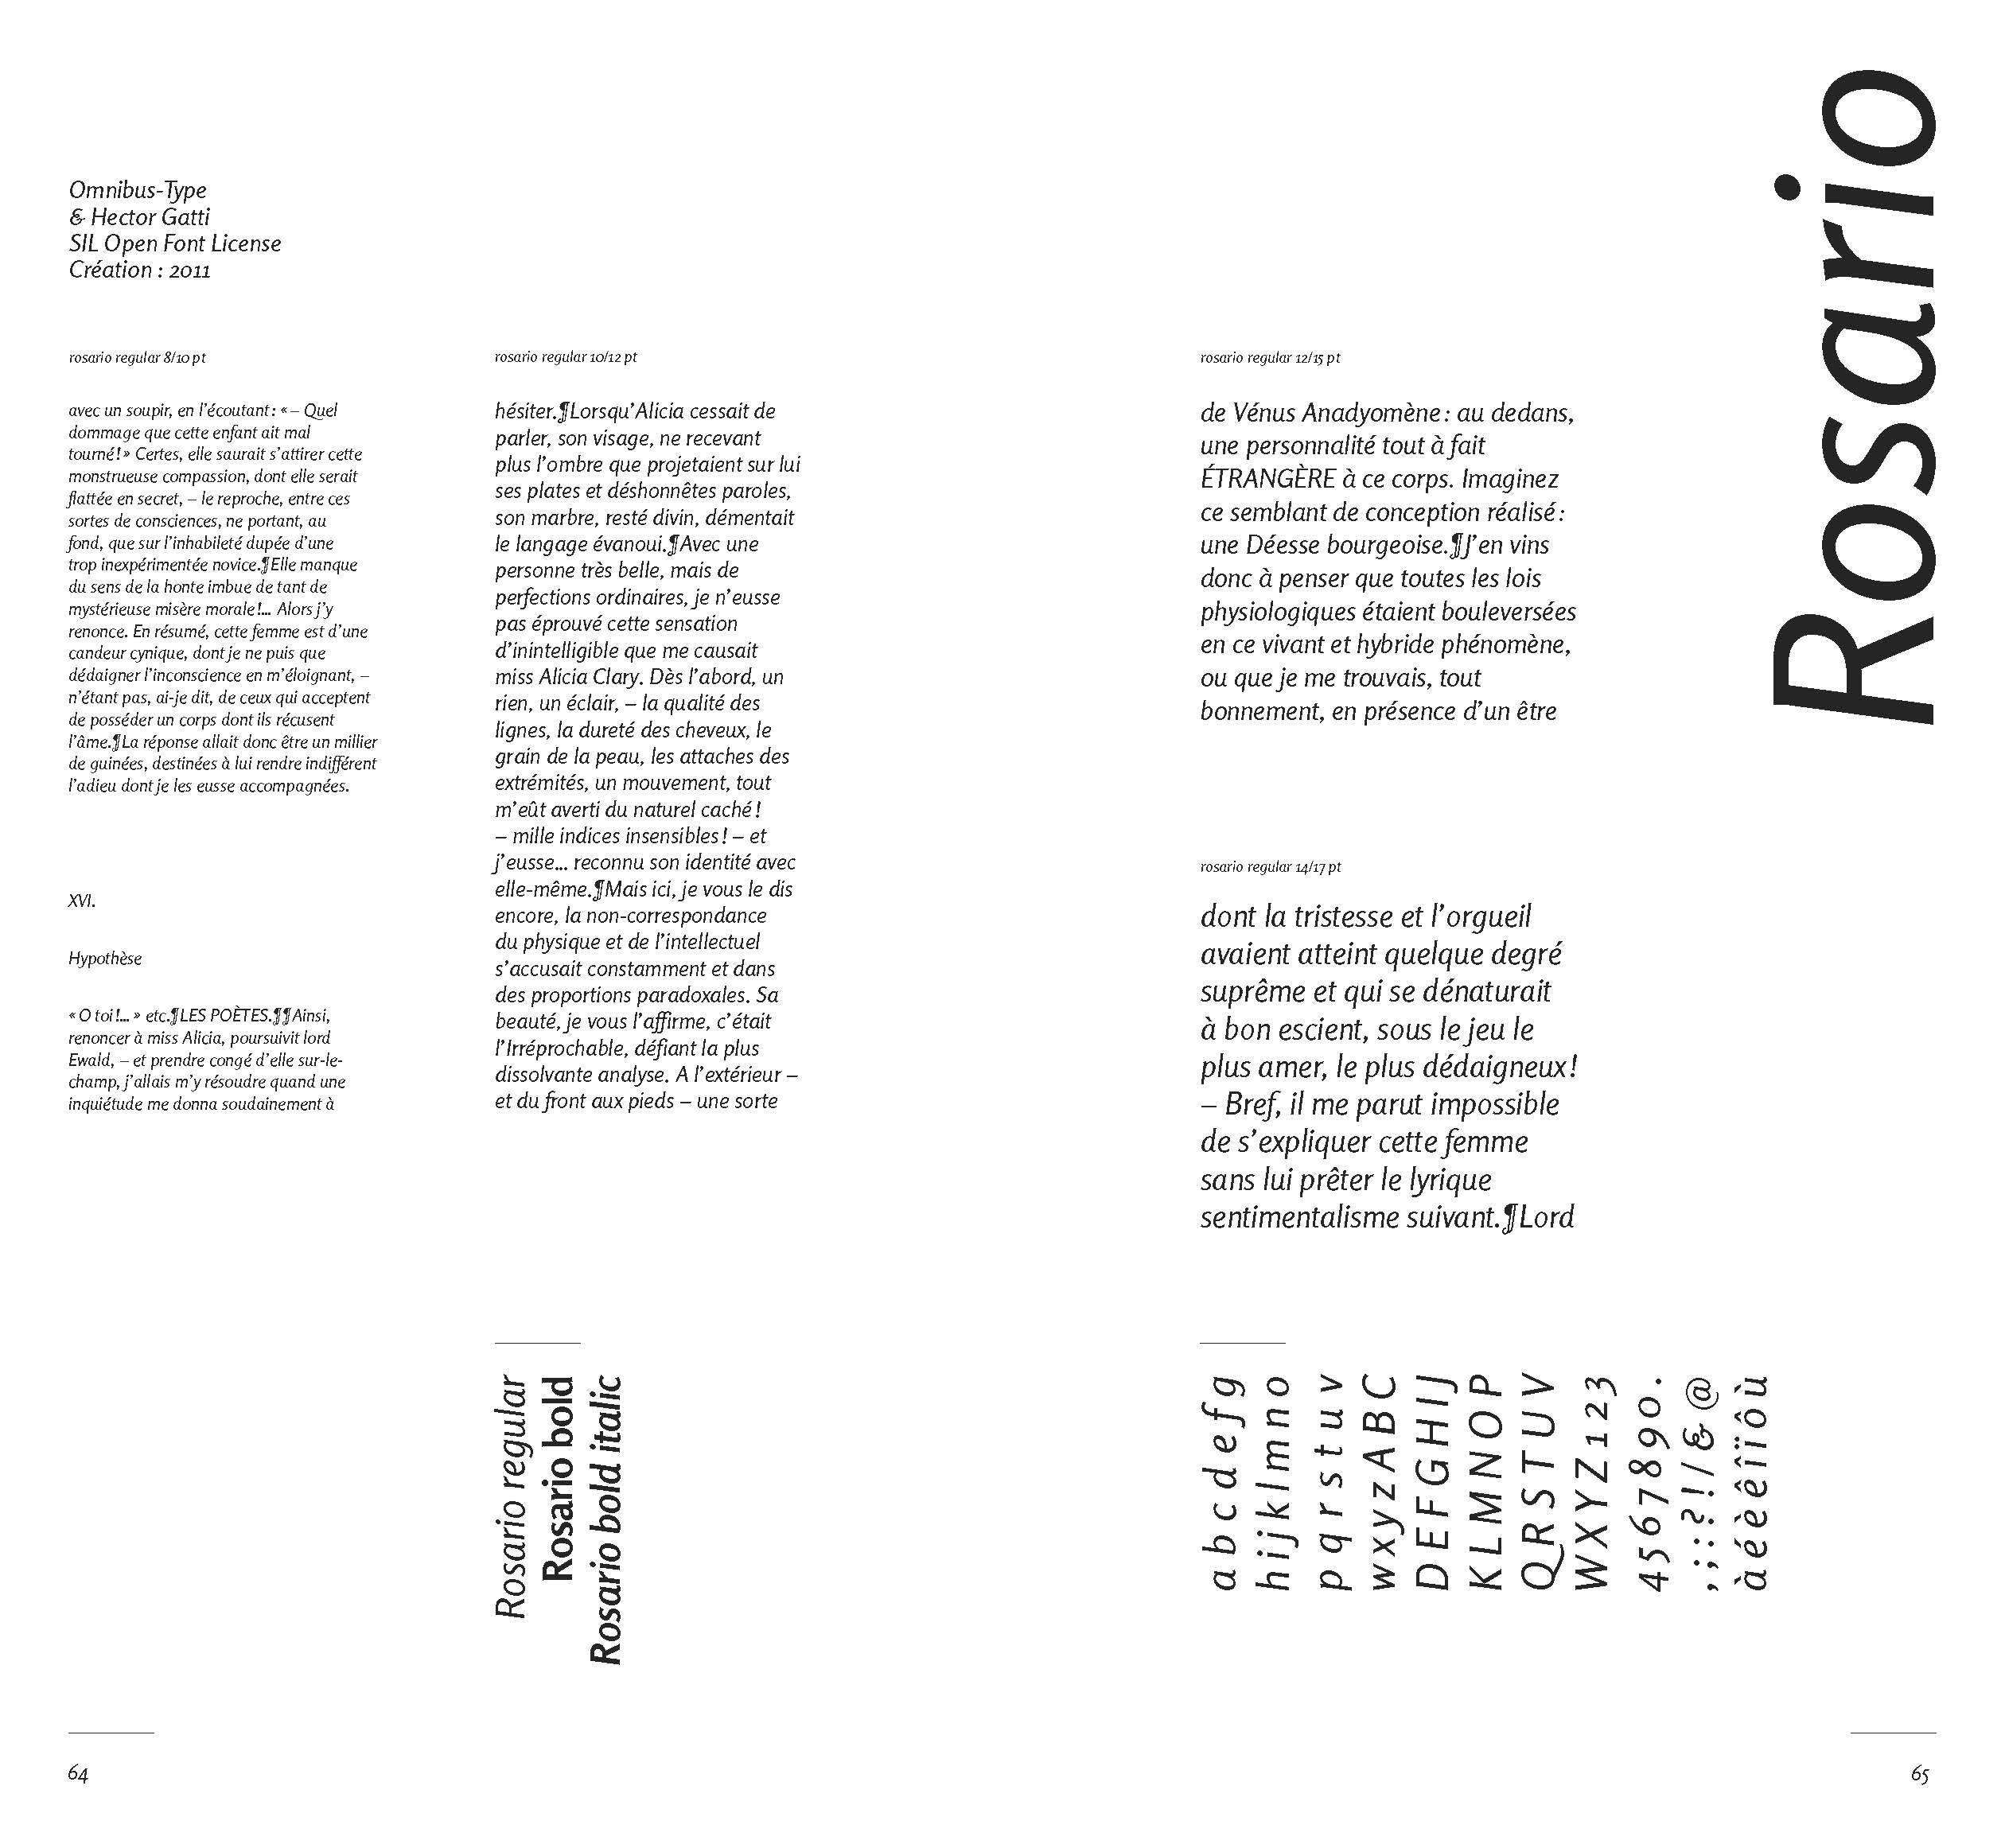 Omnibus-Type
& Hector Gatti
SIL Open Font License
Création : 2011
rosario regular 8/10 pt
avec un soupir, en l’écoutant : « – Quel
dommage que cette enfant ait mal
tourné ! » Certes, elle saurait s’attirer cette
monstrueuse compassion, dont elle serait
flattée en secret, – le reproche, entre ces
sortes de consciences, ne portant, au
fond, que sur l’inhabileté dupée d’une
trop inexpérimentée novice.¶Elle manque
du sens de la honte imbue de tant de
mystérieuse misère morale !... Alors j’y
renonce. En résumé, cette femme est d’une
candeur cynique, dont je ne puis que
dédaigner l’inconscience en m’éloignant, –
n’étant pas, ai-je dit, de ceux qui acceptent
de posséder un corps dont ils récusent
l’âme.¶La réponse allait donc être un millier
de guinées, destinées à lui rendre indifférent
l’adieu dont je les eusse accompagnées.
XVI.
Hypothèse
« O toi !... » etc.¶LES POÈTES.¶¶Ainsi,
renoncer à miss Alicia, poursuivit lord
Ewald, – et prendre congé d’elle sur-le-
champ, j’allais m’y résoudre quand une
inquiétude me donna soudainement à
rosario regular 10/12 pt
hésiter.¶Lorsqu’Alicia cessait de
parler, son visage, ne recevant
plus l’ombre que projetaient sur lui
ses plates et déshonnêtes paroles,
son marbre, resté divin, démentait
le langage évanoui.¶Avec une
personne très belle, mais de
perfections ordinaires, je n’eusse
pas éprouvé cette sensation
d’inintelligible que me causait
miss Alicia Clary. Dès l’abord, un
rien, un éclair, – la qualité des
lignes, la dureté des cheveux, le
grain de la peau, les attaches des
extrémités, un mouvement, tout
m’eût averti du naturel caché !
– mille indices insensibles ! – et
j’eusse... reconnu son identité avec
elle-même.¶Mais ici, je vous le dis
encore, la non-correspondance
du physique et de l’intellectuel
s’accusait constamment et dans
des proportions paradoxales. Sa
beauté, je vous l’affirme, c’était
l’Irréprochable, défiant la plus
dissolvante analyse. A l’extérieur –
et du front aux pieds – une sorte
Rosario regular
Rosario bold
Rosario bold italic
64
rosario regular 12/15 pt
de Vénus Anadyomène : au dedans,
une personnalité tout à fait
ÉTRANGÈRE à ce corps. Imaginez
ce semblant de conception réalisé :
une Déesse bourgeoise.¶J’en vins
donc à penser que toutes les lois
physiologiques étaient bouleversées
en ce vivant et hybride phénomène,
ou que je me trouvais, tout
bonnement, en présence d’un être
rosario regular 14/17 pt
dont la tristesse et l’orgueil
avaient atteint quelque degré
suprême et qui se dénaturait
à bon escient, sous le jeu le
plus amer, le plus dédaigneux !
– Bref, il me parut impossible
de s’expliquer cette femme
sans lui prêter le lyrique
sentimentalisme suivant.¶Lord
a b c d e f g
h i j k l m n o
p q r s t u v
w x y z A B C
D E F G H I J
K L M N O P
Q R S T U V
W X Y Z 1 2 3
4 5 6 7 8 9 0 .
, ; : ? ! / & @
à é è ê î ï ô ù
Rosario
65